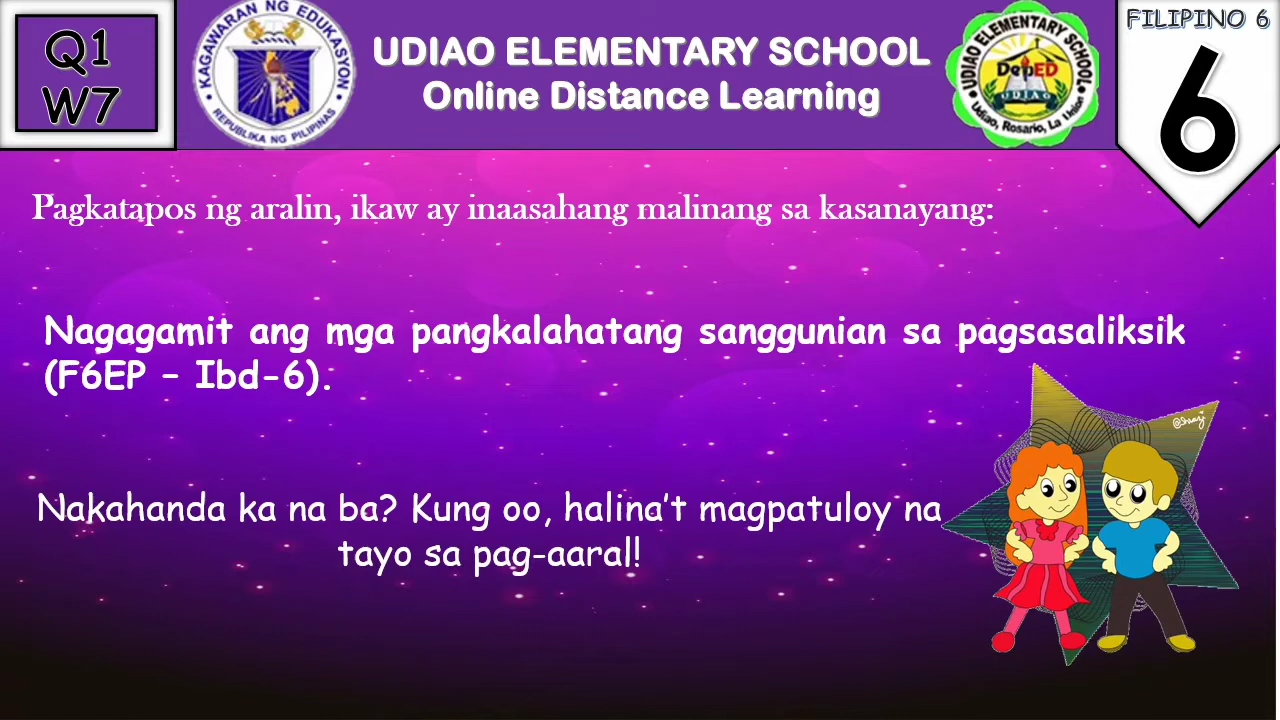 Q1
W7
KAGAWARAN NG EDUKASYON
REPUBLIKA NG PILIPINAS
UDIAO ELEMENTARY SCHOOL
Online Distance Learning
UDIAO ELEMENTARY SCHOOL
DepED
UDIAO
Udiao, Rosario, La Union
FILIPINO 6
6
Pagkatapos ng aralin, ikaw ay inaasahang malinang sa kasanayang:
Nagagamit ang mga pangkalahatang sanggunian sa pagsasaliksik
(F6EP – Ibd-6).
Nakahanda ka na ba? Kung oo, halina't magpatuloy na
tayo sa pag-aaral!